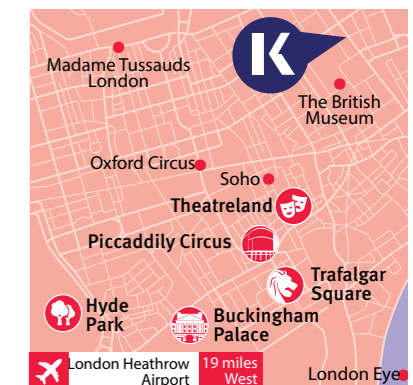 K
Madame Tussauds
London
The British
Museum
Oxford Circus
Soho
Theatreland
Piccadilly Circus
Trafalgar
Square
Hyde
Park
Buckingham
Palace
London Heathrow
Airport
19 miles
West
London Eye